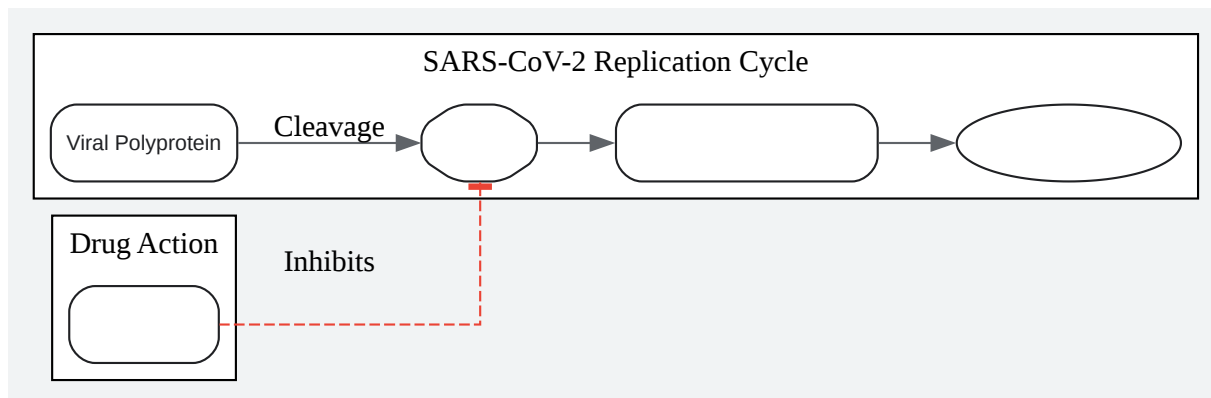 SARS-CoV-2 Replication Cycle
Viral Polyprotein
Cleavage
Drug Action
Inhibits